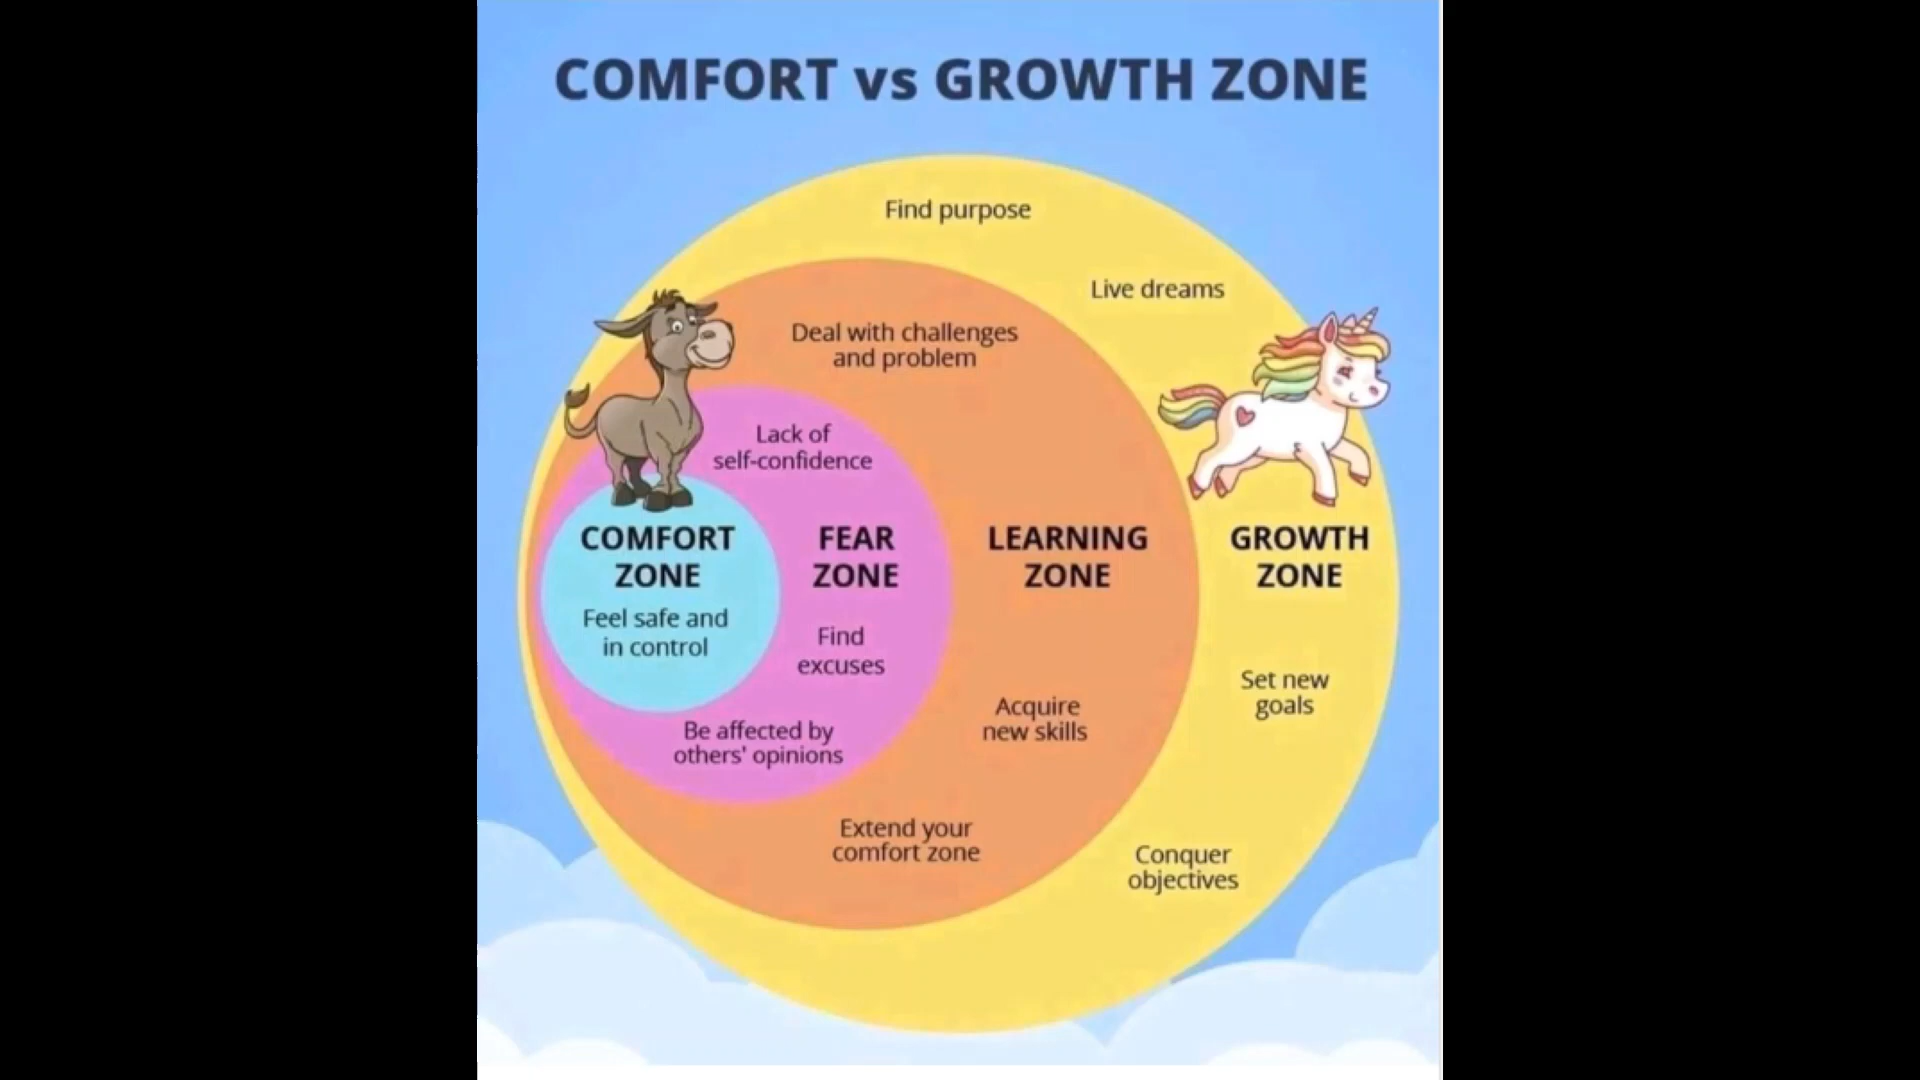 COMFORT vs GROWTH ZONE
Find purpose
Live dreams
Deal with challenges
and problem
Lack of
self-confidence
COMFORT
ZONE
Feel safe and
in control
FEAR
ZONE
Find
excuses
Be affected by
others' opinions
LEARNING
ZONE
Acquire
new skills
Extend your
comfort zone
GROWTH
ZONE
Set new
goals
Conquer
objectives